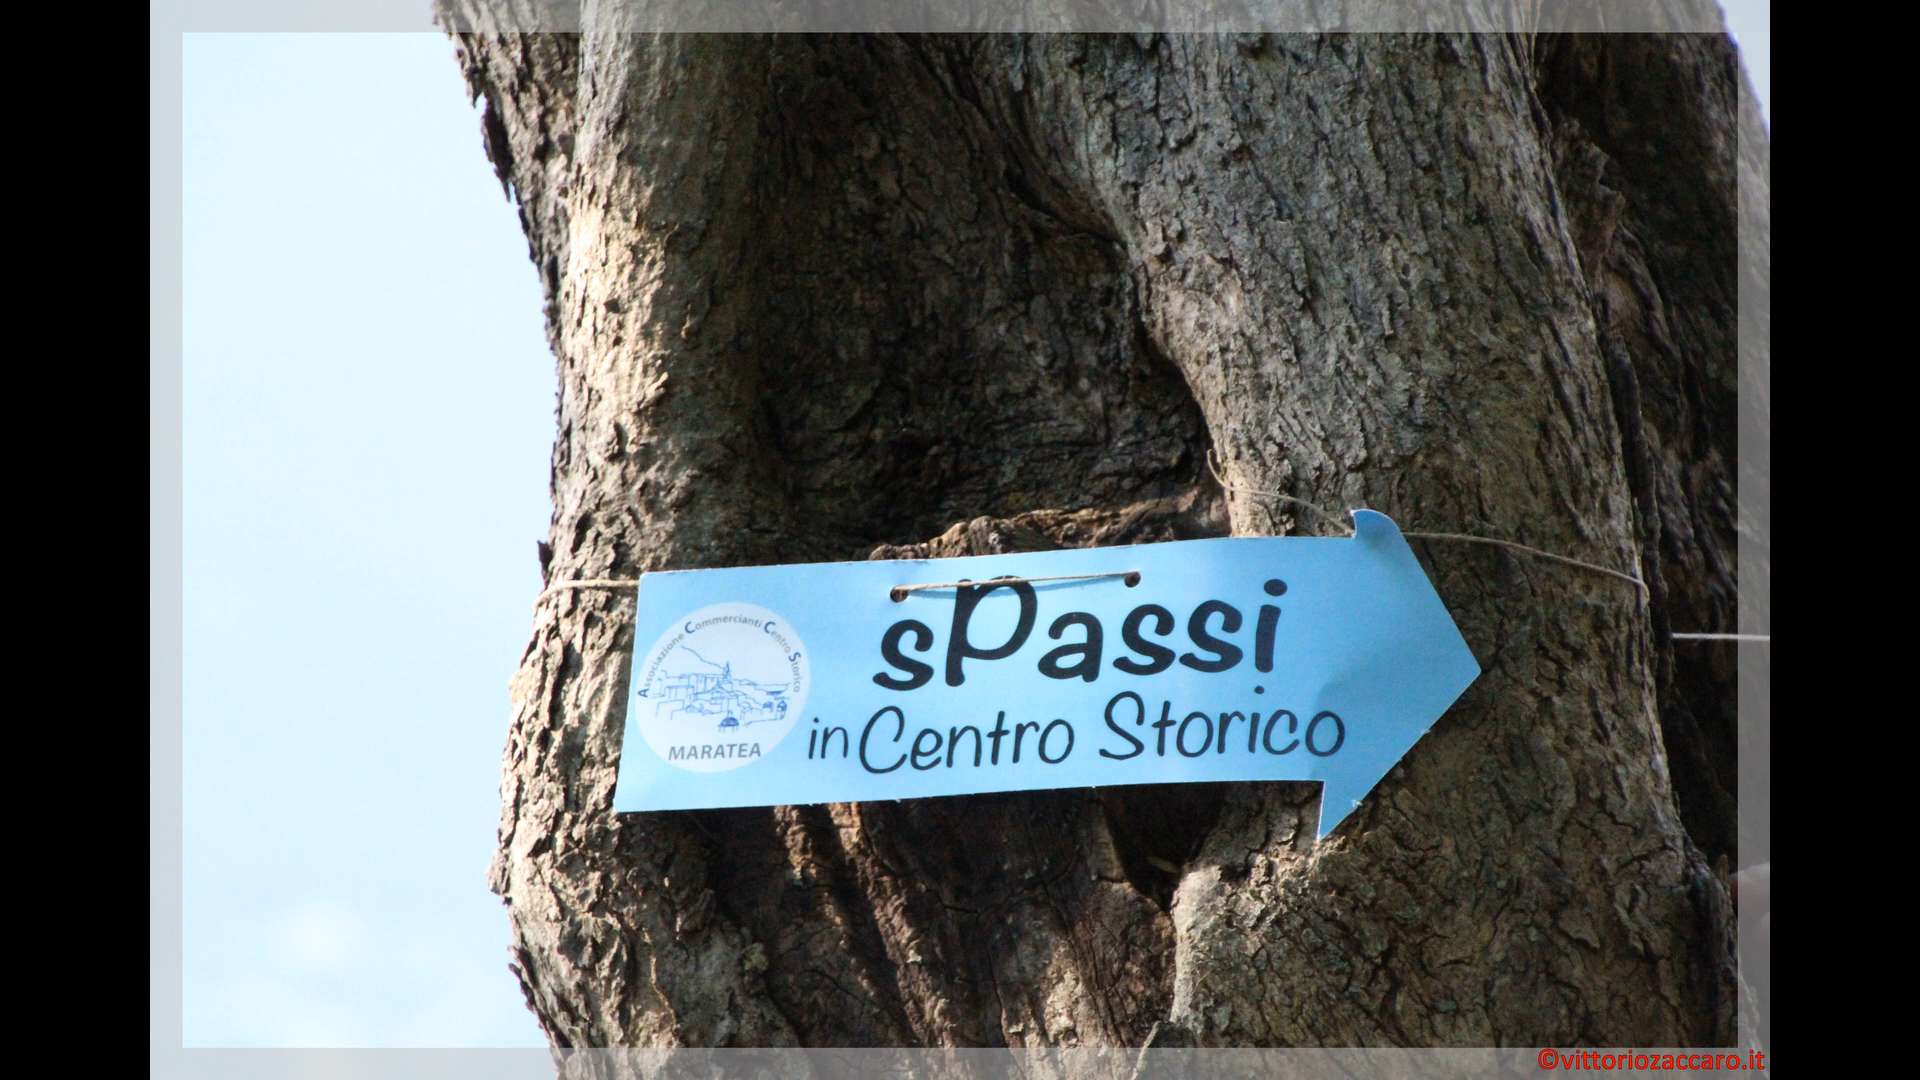 Associazione Commercianti Centro Storico
MARATEA
sPassi
in Centro Storico
©vittoriozaccaro.it